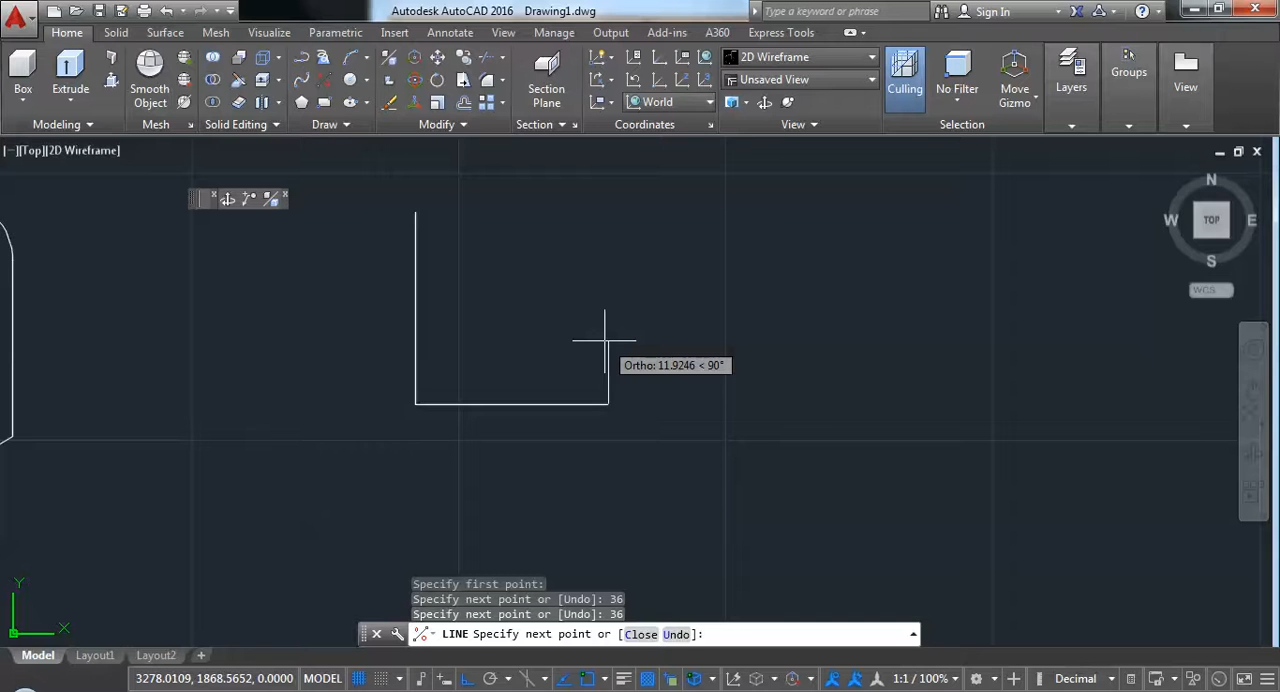 Autodesk AutoCAD 2016 Drawing1.dwg
Type a keyword or phrase
Sign In
Home Solid Surface Mesh Visualize Parametric Insert Annotate View Manage Output Add-ins A360 Express Tools
2D Wireframe
Unsaved View
World
Box
Extrude
Smooth
Object
Section
Plane
Culling
No Filter
Move
Gizmo
Layers
Groups
View
Modeling
Mesh
Solid Editing
Draw
Modify
Section
Coordinates
View
Selection
[−][Top][2D Wireframe]
N
W
TOP
E
S
WCS
Ortho: 11.9246 < 90°
Y
X
Specify first point:
Specify next point or [Undo]: 36
Specify next point or [Undo]: 36
LINE Specify next point or [Close Undo]:
Model Layout1 Layout2 +
3278.0109, 1868.5652, 0.0000 MODEL 1:1 / 100% Decimal